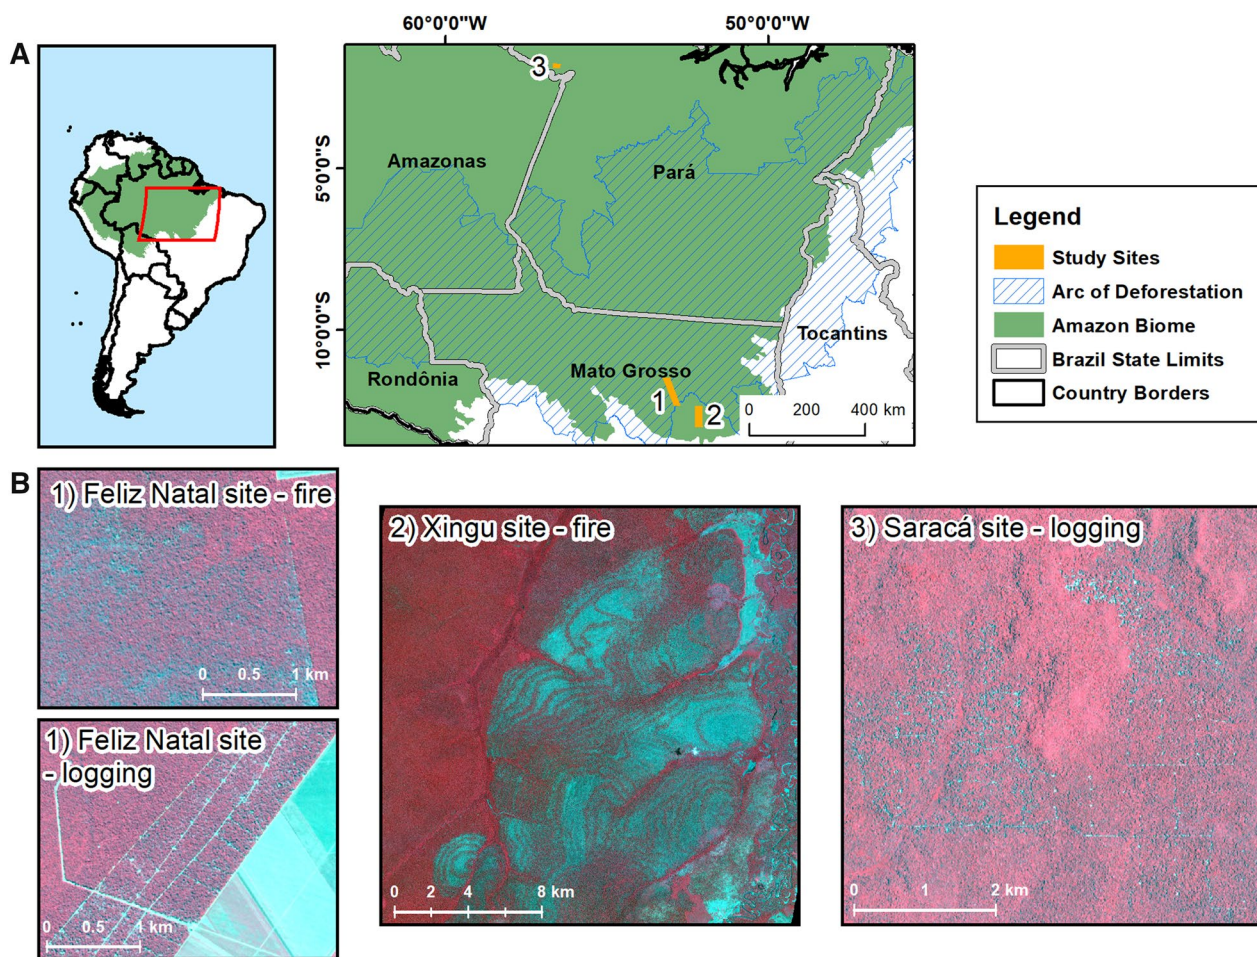 A
60°0'0"W
50°0'0"W
5°0'0"S
10°0'0"S
3
Amazonas
Pará
Tocantins
Mato Grosso
Rondônia
1
2
0 200 400 km
Legend
Study Sites
Arc of Deforestation
Amazon Biome
Brazil State Limits
Country Borders
B
1) Feliz Natal site - fire
0 0.5 1 km
1) Feliz Natal site
- logging
0 0.5 1 km
2) Xingu site - fire
0 2 4 8 km
3) Saracá site - logging
0 1 2 km